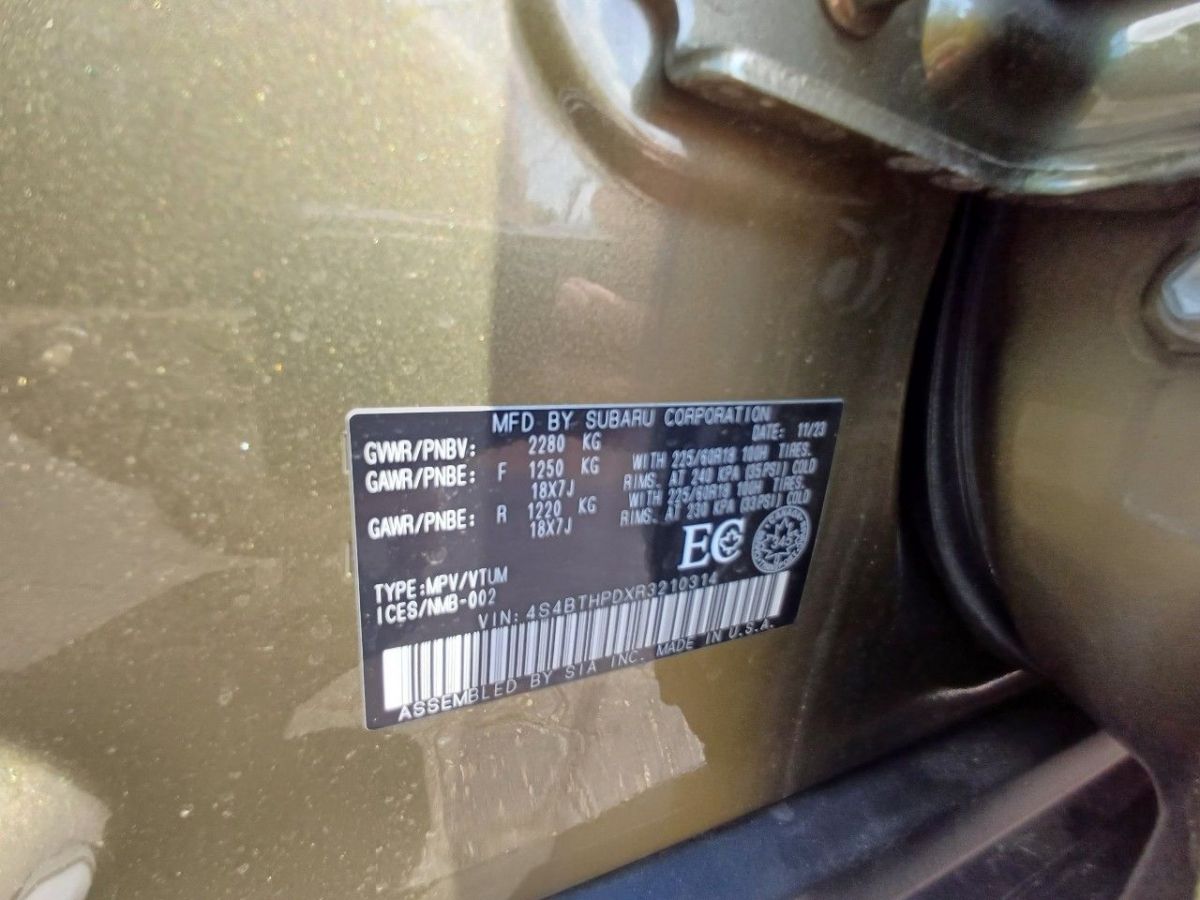 MFD BY SUBARU CORPORATION
DATE: 11/23
GVWR/PNBV: 2280 KG
GAWR/PNBE: F 1250 KG WITH 225/60R18 100H TIRES.
18X7J RIMS. AT 240 KPA (35PSI) COLD
GAWR/PNBE: R 1220 KG WITH 225/60R18 100H TIRES.
18X7J RIMS. AT 230 KPA (33PSI) COLD
EC
345
TYPE:MPV/VTUM
ICES/NMB-002
VIN: 4S4BTHPDXR3210314
ASSEMBLED BY SIA INC. MADE IN U.S.A.